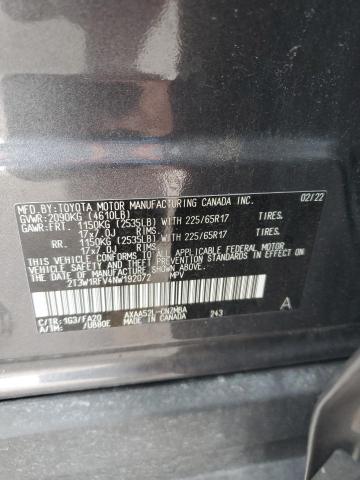 MFD. BY: TOYOTA MOTOR MANUFACTURING CANADA INC. 02/22
GVWR: 2090KG (4610LB)
GAWR: FRT. 1150KG (2535LB) WITH 225/65R17 TIRES.
17x7.0J RIMS.
RR. 1150KG (2535LB) WITH 225/65R17 TIRES.
17x7.0J RIMS.
THIS VEHICLE CONFORMS TO ALL APPLICABLE FEDERAL MOTOR
VEHICLE SAFETY AND THEFT PREVENTION STANDARDS IN EFFECT
ON THE DATE OF MANUFACTURE SHOWN ABOVE.
2T3W1RFV4NW192072 MPV
A
C/TR: 1G3/FA20 AXAA52L-CNZMBA 243
A/TM: /UB80E MADE IN CANADA